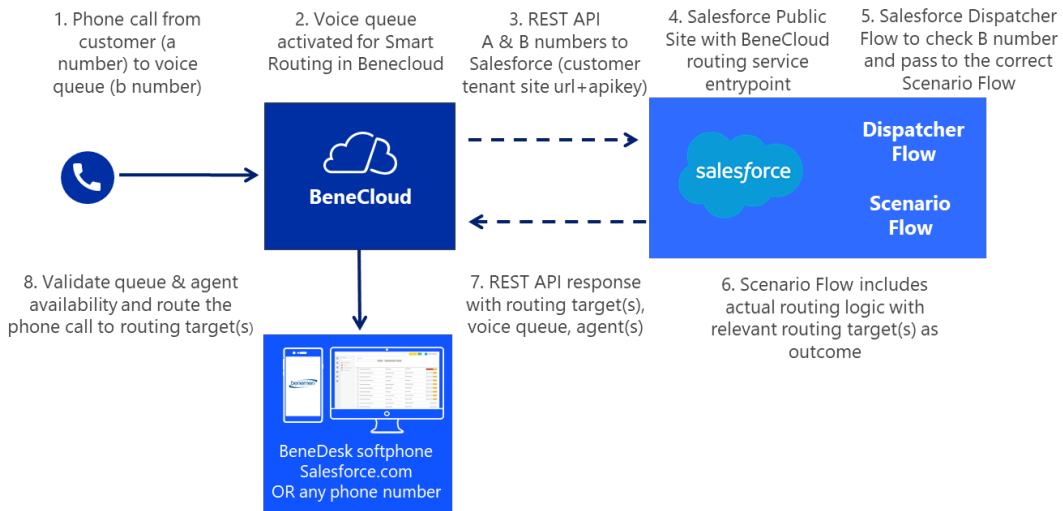 1. Phone call from
customer (a
number) to voice
queue (b number)
2. Voice queue
activated for Smart
Routing in Benecloud
3. REST API
A & B numbers to
Salesforce (customer
tenant site url+apikey)
4. Salesforce Public
Site with BeneCloud
routing service
entrypoint
5. Salesforce Dispatcher
Flow to check B number
and pass to the correct
Scenario Flow
BeneCloud
salesforce
Dispatcher
Flow
Scenario
Flow
8. Validate queue & agent
availability and route the
phone call to routing target(s)
7. REST API response
with routing target(s),
voice queue, agent(s)
6. Scenario Flow includes
actual routing logic with
relevant routing target(s) as
outcome
benemen
BeneDesk softphone
Salesforce.com
OR any phone number